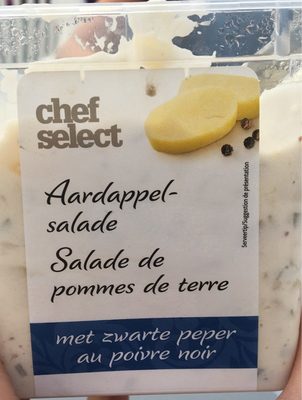 chef
select
Aardappel-
salade
Salade de
pommes de terre
met zwarte peper
au poivre noir
Serveertip/Suggestion de présentation